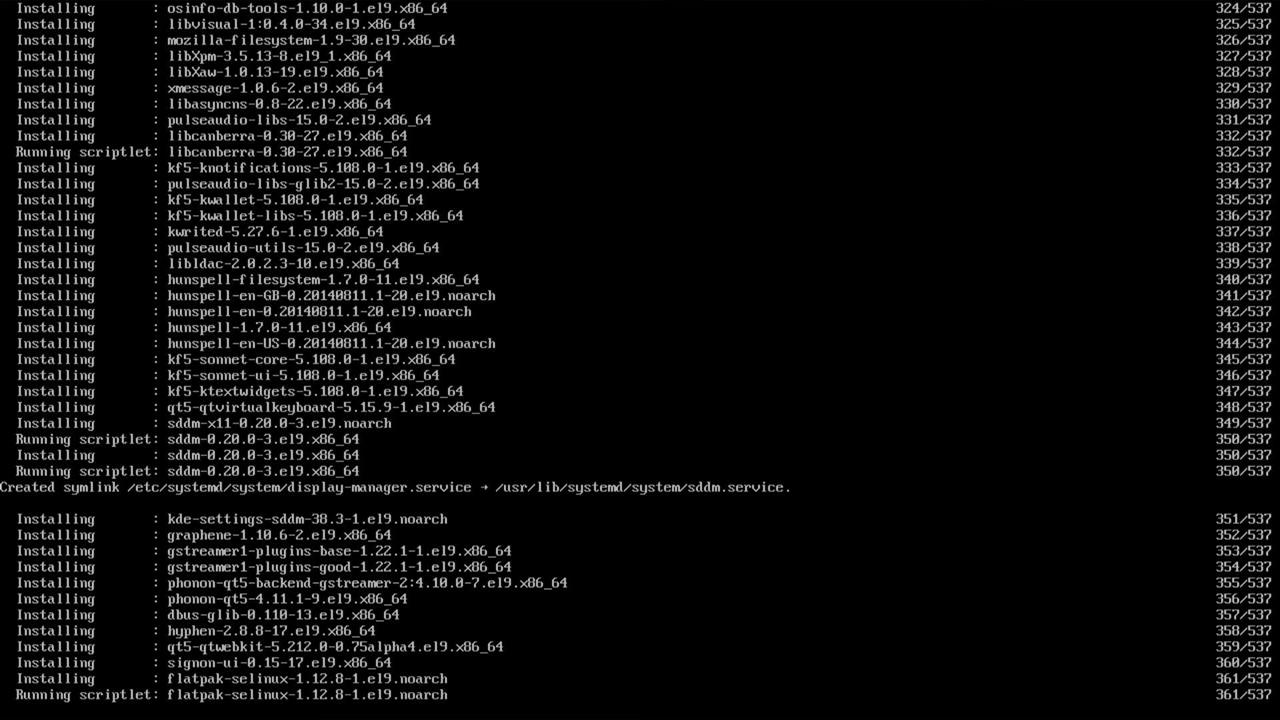 Installing : osinfo-db-tools-1.10.0-1.el9.x86_64 324/537
Installing : libvisual-1:0.4.0-34.el9.x86_64 325/537
Installing : mozilla-filesystem-1.9-30.el9.x86_64 326/537
Installing : libXpm-3.5.13-8.el9_1.x86_64 327/537
Installing : libXaw-1.0.13-19.el9.x86_64 328/537
Installing : xmessage-1.0.6-2.el9.x86_64 329/537
Installing : libasyncns-0.8-22.el9.x86_64 330/537
Installing : pulseaudio-libs-15.0-2.el9.x86_64 331/537
Installing : libcanberra-0.30-27.el9.x86_64 332/537
Running scriptlet: libcanberra-0.30-27.el9.x86_64 332/537
Installing : kf5-knotifications-5.108.0-1.el9.x86_64 333/537
Installing : pulseaudio-libs-glib2-15.0-2.el9.x86_64 334/537
Installing : kf5-kwallet-5.108.0-1.el9.x86_64 335/537
Installing : kf5-kwallet-libs-5.108.0-1.el9.x86_64 336/537
Installing : kwrited-5.27.6-1.el9.x86_64 337/537
Installing : pulseaudio-utils-15.0-2.el9.x86_64 338/537
Installing : libldac-2.0.2.3-10.el9.x86_64 339/537
Installing : hunspell-filesystem-1.7.0-11.el9.x86_64 340/537
Installing : hunspell-en-GB-0.20140811.1-20.el9.noarch 341/537
Installing : hunspell-en-0.20140811.1-20.el9.noarch 342/537
Installing : hunspell-1.7.0-11.el9.x86_64 343/537
Installing : hunspell-en-US-0.20140811.1-20.el9.noarch 344/537
Installing : kf5-sonnet-core-5.108.0-1.el9.x86_64 345/537
Installing : kf5-sonnet-ui-5.108.0-1.el9.x86_64 346/537
Installing : kf5-ktextwidgets-5.108.0-1.el9.x86_64 347/537
Installing : qt5-qtvirtualkeyboard-5.15.9-1.el9.x86_64 348/537
Installing : sddm-x11-0.20.0-3.el9.noarch 349/537
Running scriptlet: sddm-0.20.0-3.el9.x86_64 350/537
Installing : sddm-0.20.0-3.el9.x86_64 350/537
Running scriptlet: sddm-0.20.0-3.el9.x86_64 350/537
Created symlink /etc/systemd/system/display-manager.service → /usr/lib/systemd/system/sddm.service.
Installing : kde-settings-sddm-38.3-1.el9.noarch 351/537
Installing : graphene-1.10.6-2.el9.x86_64 352/537
Installing : gstreamer1-plugins-base-1.22.1-1.el9.x86_64 353/537
Installing : gstreamer1-plugins-good-1.22.1-1.el9.x86_64 354/537
Installing : phonon-qt5-backend-gstreamer-2:4.10.0-7.el9.x86_64 355/537
Installing : phonon-qt5-4.11.1-9.el9.x86_64 356/537
Installing : dbus-glib-0.110-13.el9.x86_64 357/537
Installing : hyphen-2.8.8-17.el9.x86_64 358/537
Installing : qt5-qtwebkit-5.212.0-0.75alpha4.el9.x86_64 359/537
Installing : signon-ui-0.15-17.el9.x86_64 360/537
Installing : flatpak-selinux-1.12.8-1.el9.noarch 361/537
Running scriptlet: flatpak-selinux-1.12.8-1.el9.noarch 361/537